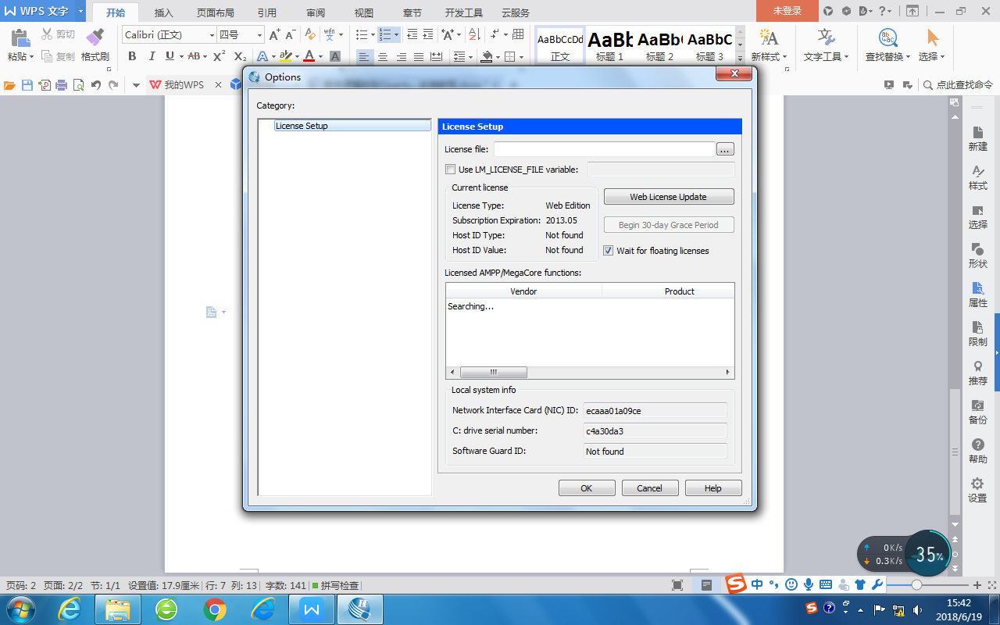 WPS 文字
开始 插入 页面布局 引用 审阅 视图 章节 开发工具 云服务 未登录
粘贴 剪切 复制 格式刷
Calibri (正文) 四号
B I U AB X² X₂ A
AaBbCcDd AaBb AaBb AaBbC
正文 标题 1 标题 2 标题 3
新样式 文字工具 查找替换 选择
我的WPS 点此查找命令
Options
Category:
License Setup
License Setup
License file:
...
Use LM_LICENSE_FILE variable:
Current license
License Type: Web Edition
Subscription Expiration: 2013.05
Host ID Type: Not found
Host ID Value: Not found
Web License Update
Begin 30-day Grace Period
Wait for floating licenses
Licensed AMPP/MegaCore functions:
Vendor Product
Searching...
Local system info
Network Interface Card (NIC) ID: ecaaa01a09ce
C: drive serial number: c4a30da3
Software Guard ID: Not found
OK Cancel Help
新建
样式
选择
形状
属性
限制
推荐
备份
帮助
设置
0K/s
0.3K/s
35%
页码: 2 页面: 2/2 节: 1/1 设置值: 17.9厘米 行: 7 列: 13 字数: 141 拼写检查
中
15:42
2018/6/19